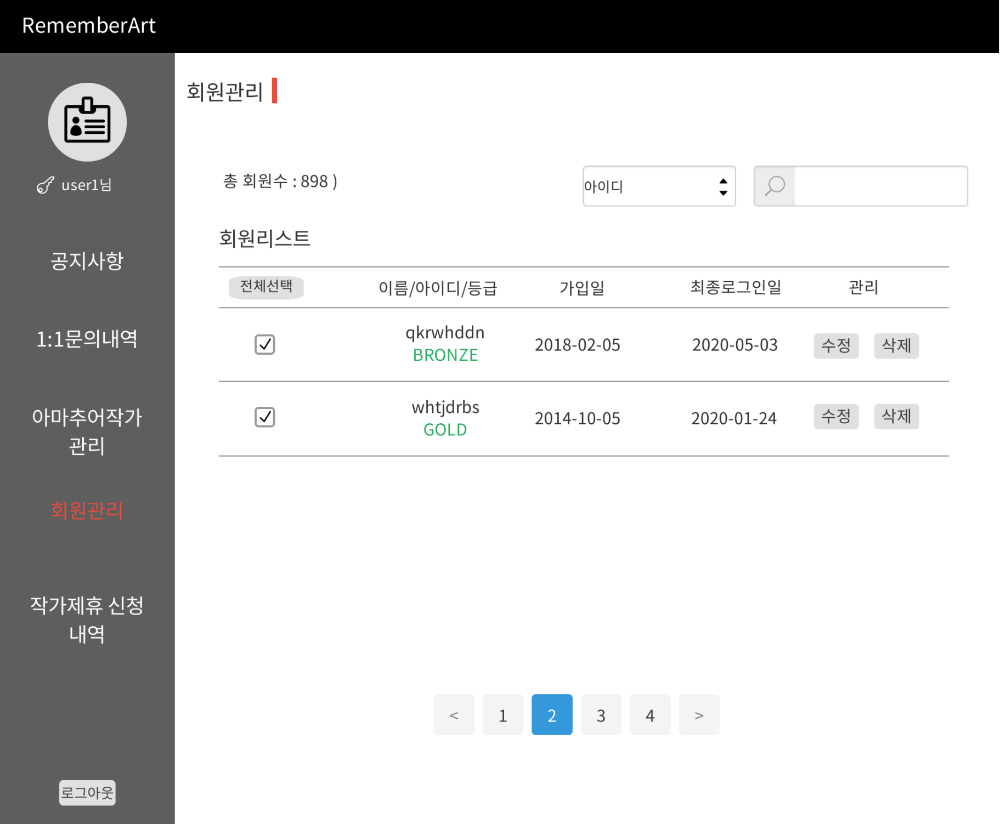 RememberArt
user1님
공지사항
1:1문의내역
아마추어작가
관리
회원관리
작가제휴 신청
내역
로그아웃
회원관리
총 회원수 : 898 )
아이디
회원리스트
전체선택 이름/아이디/등급 가입일 최종로그인일 관리
qkrwhddn
BRONZE
2018-02-05 2020-05-03 수정 삭제
whtjdrbs
GOLD
2014-10-05 2020-01-24 수정 삭제
< 1 2 3 4 >